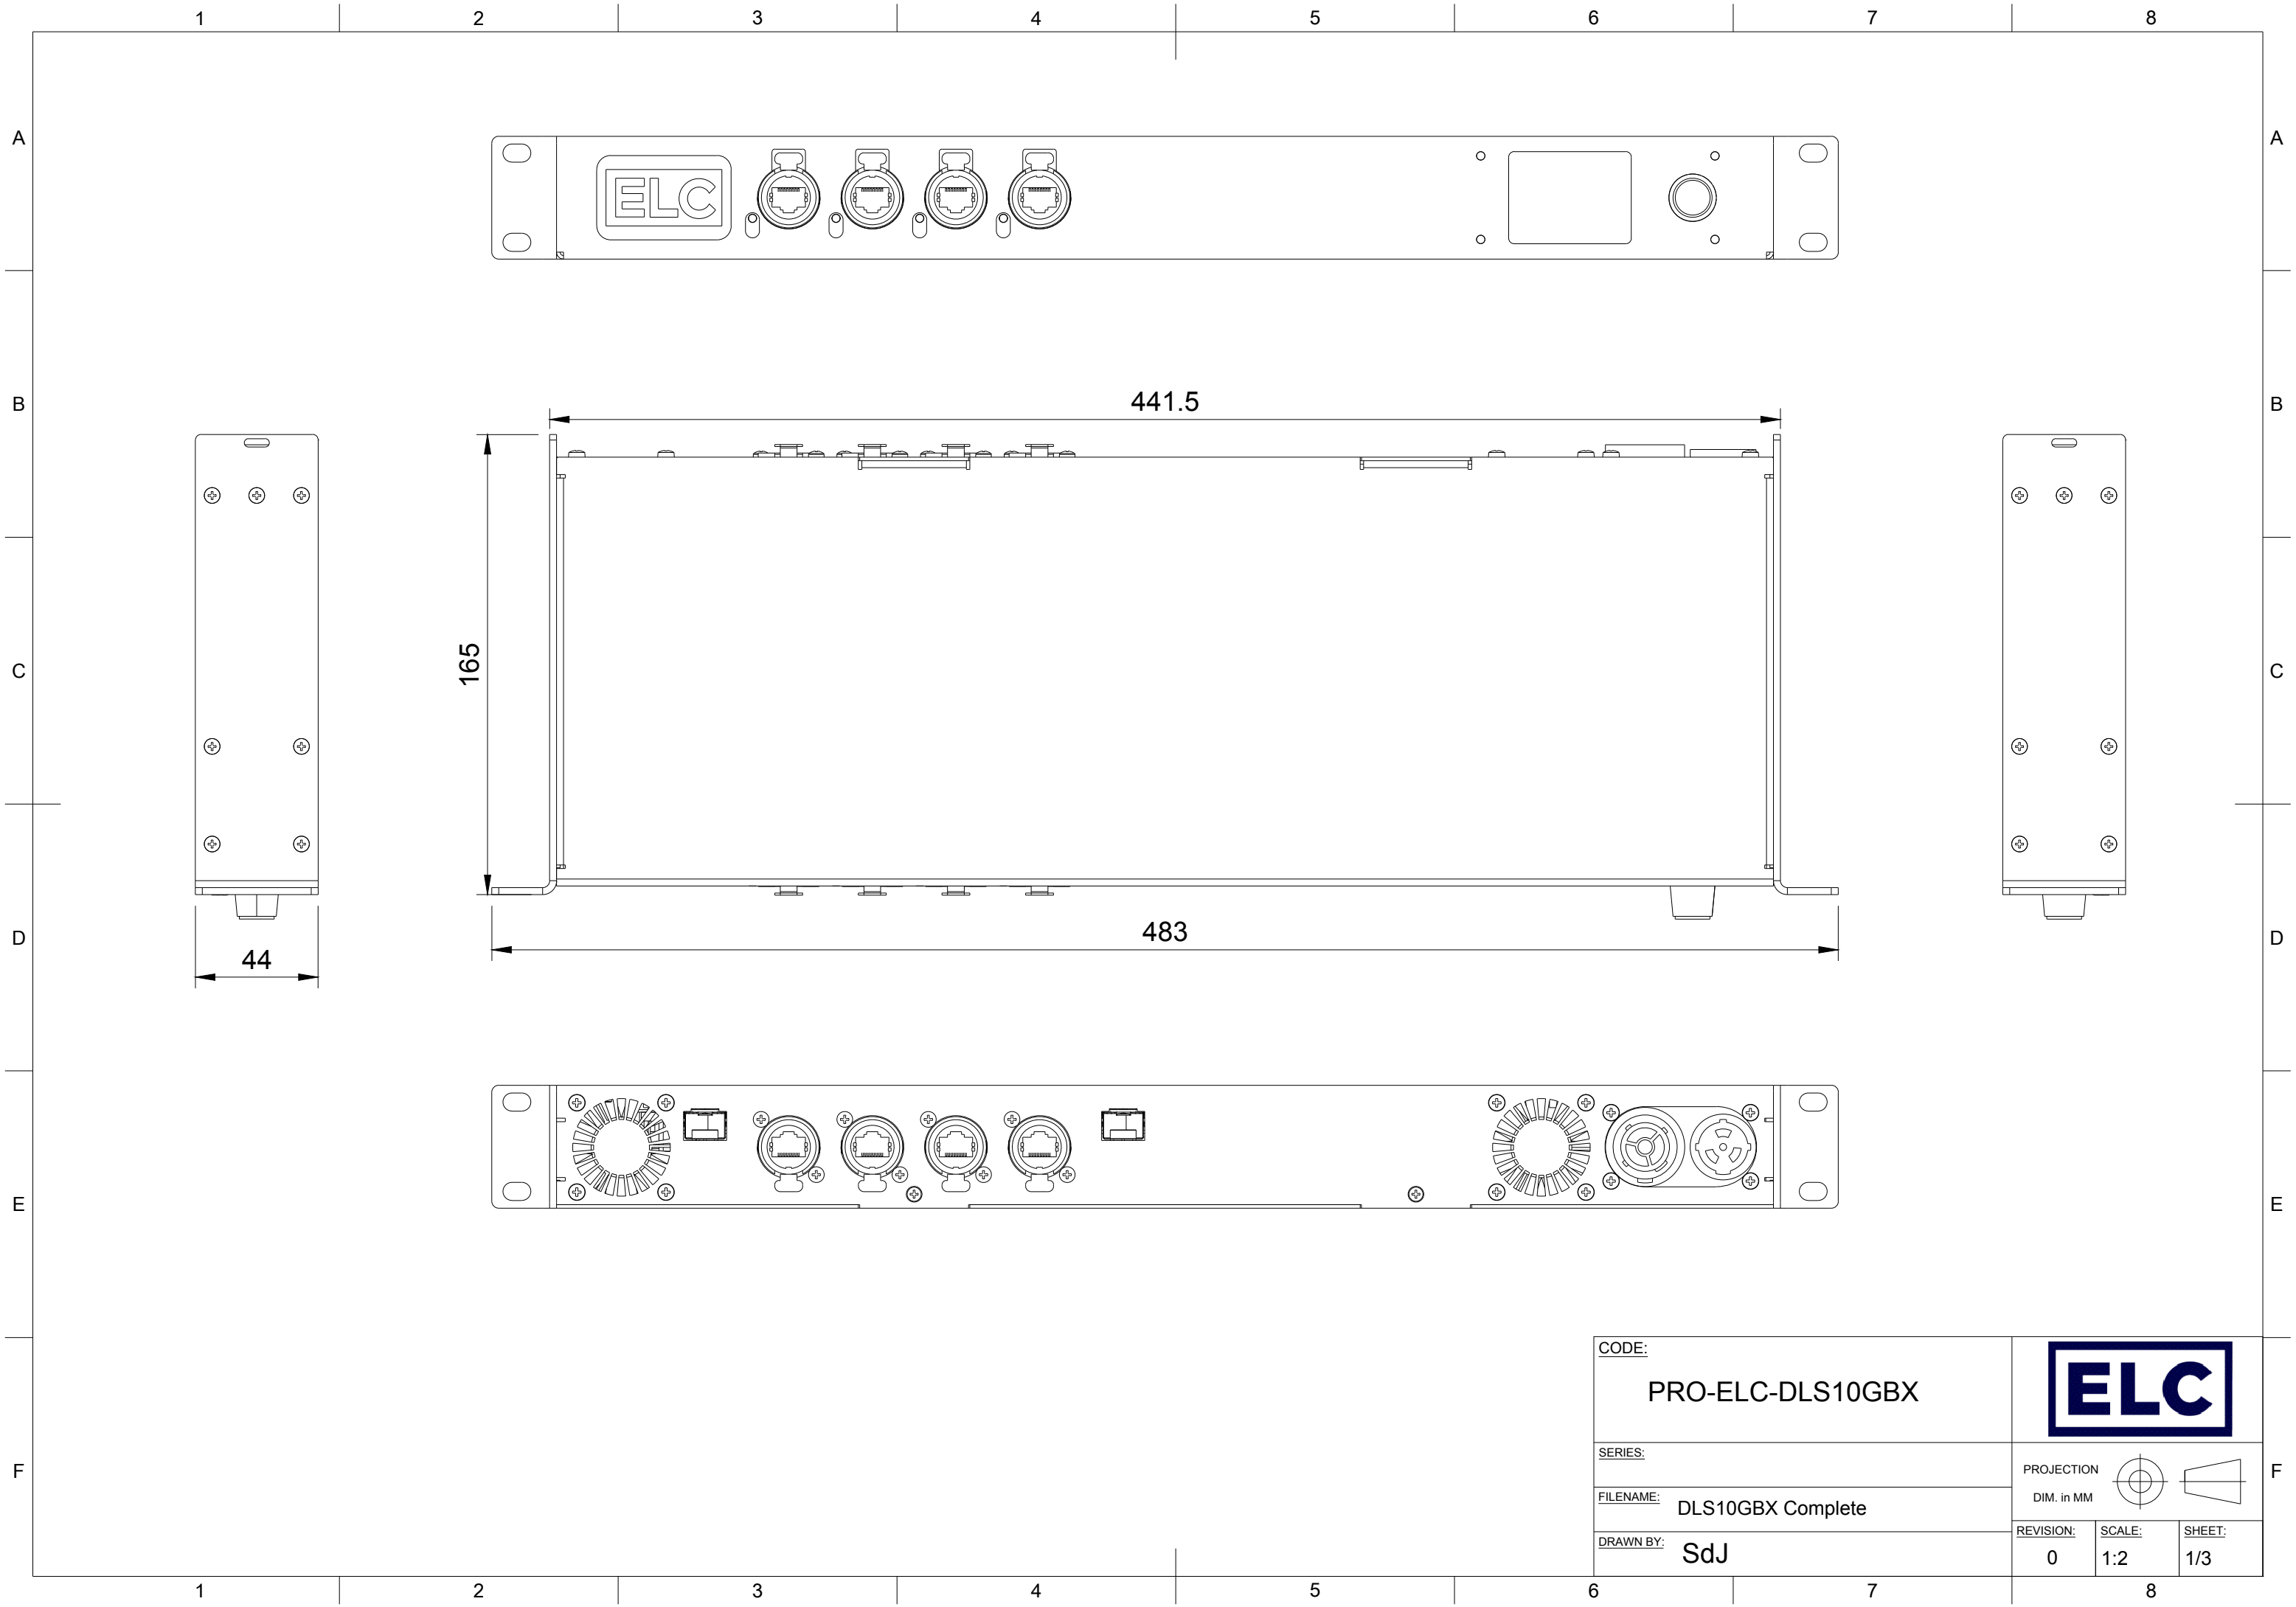 1 2 3 4 5 6 7 8
A A
ELC
B B
441.5
C C
165
D D
483
44
E E
CODE:
PRO-ELC-DLS10GBX
ELC
SERIES:
PROJECTION
DIM. in MM
F F
FILENAME: DLS10GBX Complete
DRAWN BY: SdJ
REVISION: SCALE: SHEET:
0 1:2 1/3
1 2 3 4 5 6 7 8